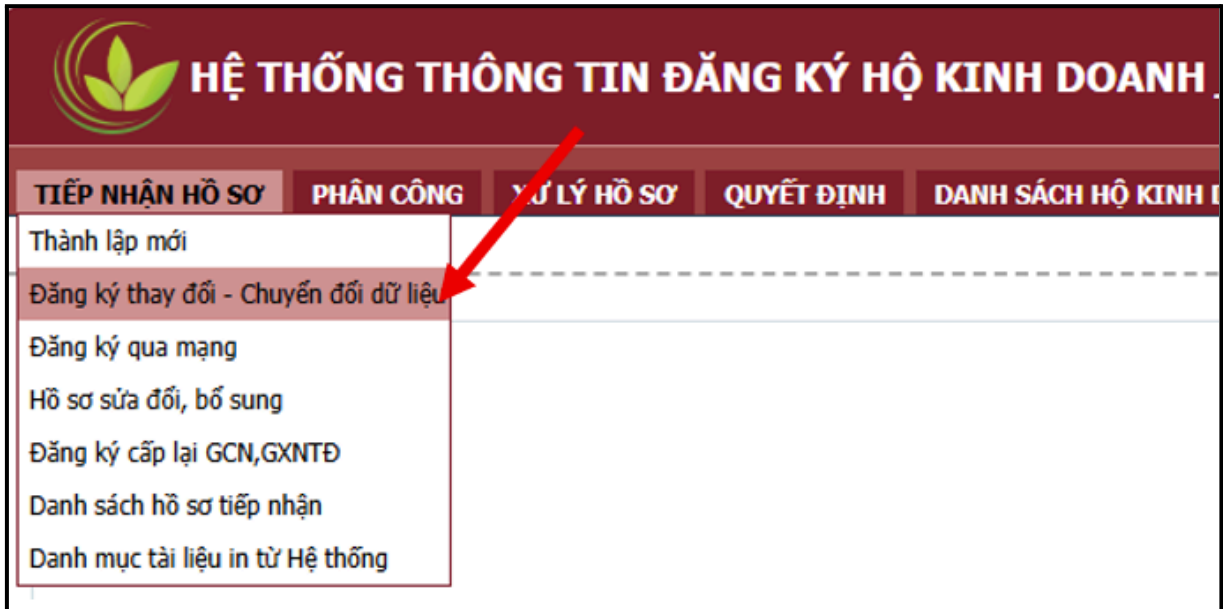 HỆ THỐNG THÔNG TIN ĐĂNG KÝ HỘ KINH DOANH
TIẾP NHẬN HỒ SƠ PHÂN CÔNG XỬ LÝ HỒ SƠ QUYẾT ĐỊNH DANH SÁCH HỘ KINH
Thành lập mới
Đăng ký thay đổi - Chuyển đổi dữ liệu
Đăng ký qua mạng
Hồ sơ sửa đổi, bổ sung
Đăng ký cấp lại GCN,GXNTĐ
Danh sách hồ sơ tiếp nhận
Danh mục tài liệu in từ Hệ thống